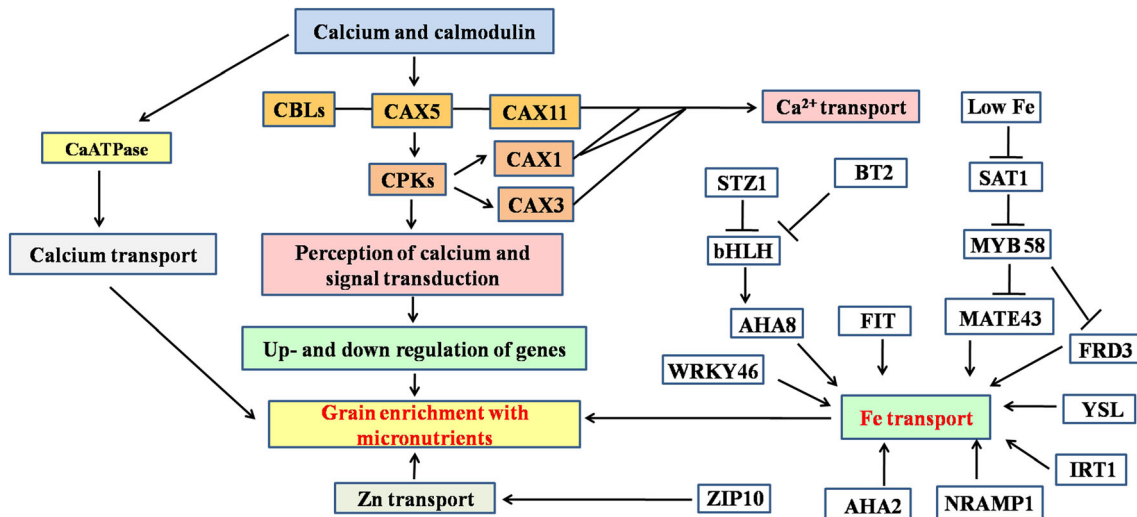 Calcium and calmodulin
CBLs
CAX5
CAX11
Ca²⁺ transport
Low Fe
CaATPase
CAX1
CPKs
CAX3
STZ1
BT2
SAT1
Calcium transport
Perception of calcium and
signal transduction
bHLH
MYB 58
Up- and down regulation of genes
AHA8
FIT
MATE43
FRD3
WRKY46
Grain enrichment with
micronutrients
Fe transport
YSL
IRT1
Zn transport
ZIP10
AHA2
NRAMP1